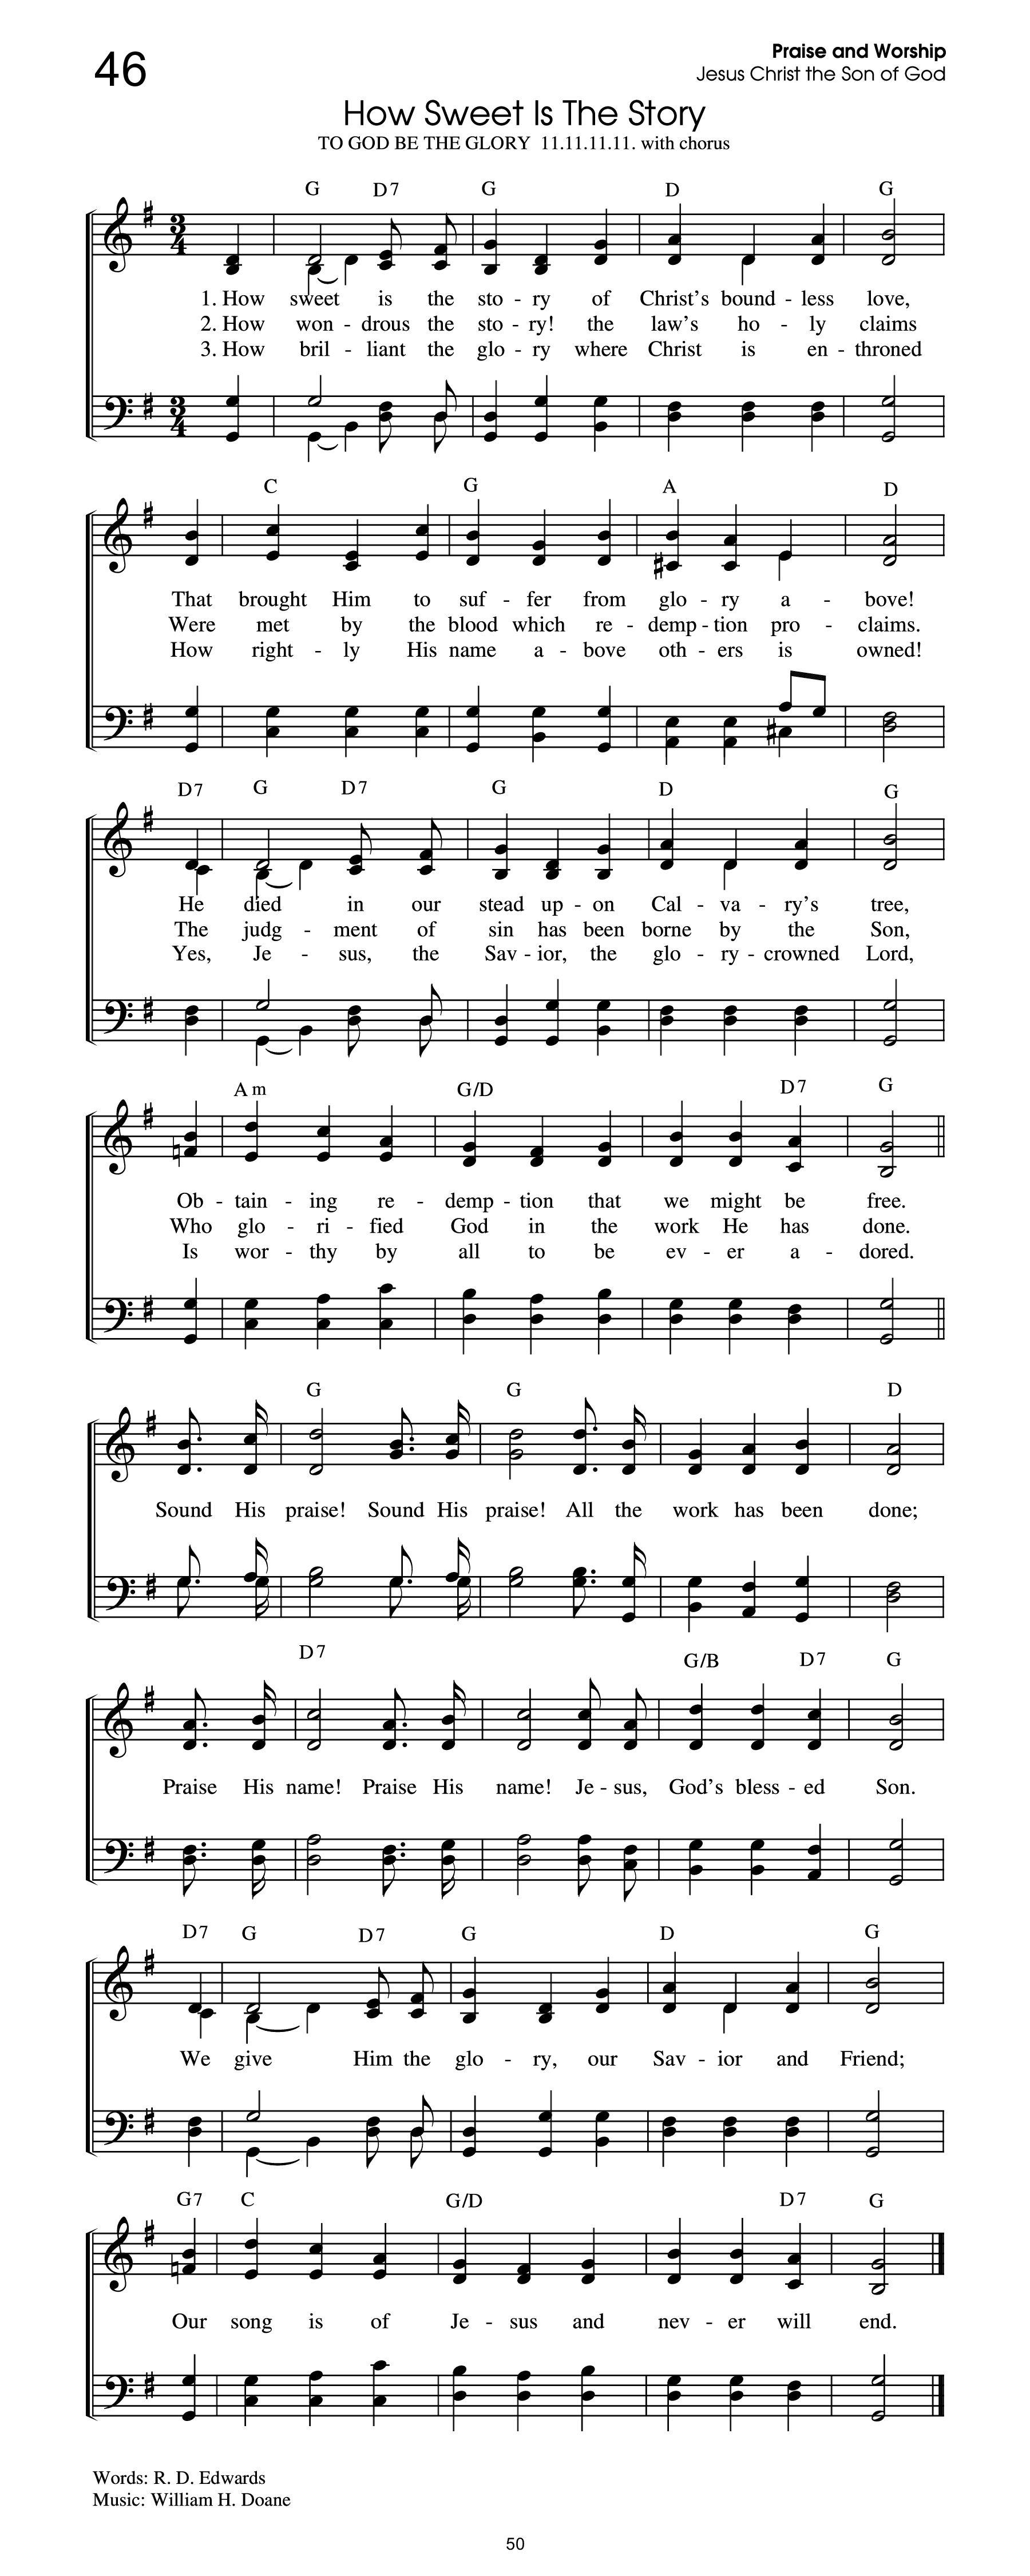 46
Praise and Worship
Jesus Christ the Son of God
How Sweet Is The Story
TO GOD BE THE GLORY 11.11.11.11. with chorus
G D7 G D G
1. How sweet is the sto - ry of Christ's bound - less love,
2. How won - drous the sto - ry! the law's ho - ly claims
3. How bril - liant the glo - ry where Christ is en - throned
C G A D
That brought Him to suf - fer from glo - ry a - bove!
Were met by the blood which re - demp - tion pro - claims.
How right - ly His name a - bove oth - ers is owned!
D7 G D7 G D G
He died in our stead up - on Cal - va - ry's tree,
The judg - ment of sin has been borne by the Son,
Yes, Je - sus, the Sav - ior, the glo - ry - crowned Lord,
Am G/D D7 G
Ob - tain - ing re - demp - tion that we might be free.
Who glo - ri - fied God in the work He has done.
Is wor - thy by all to be ev - er a - dored.
G G D
Sound His praise! Sound His praise! All the work has been done;
D7 G/B D7 G
Praise His name! Praise His name! Je - sus, God's bless - ed Son.
D7 G D7 G D G
We give Him the glo - ry, our Sav - ior and Friend;
G7 C G/D D7 G
Our song is of Je - sus and nev - er will end.
Words: R. D. Edwards
Music: William H. Doane
50